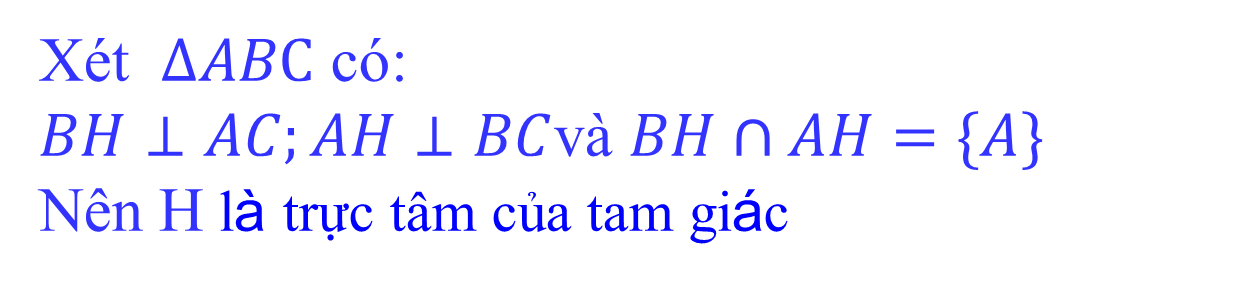 Xét ΔABC có:
BH ⊥ AC; AH ⊥ BC và BH ∩ AH = {A}
Nên H là trực tâm của tam giác